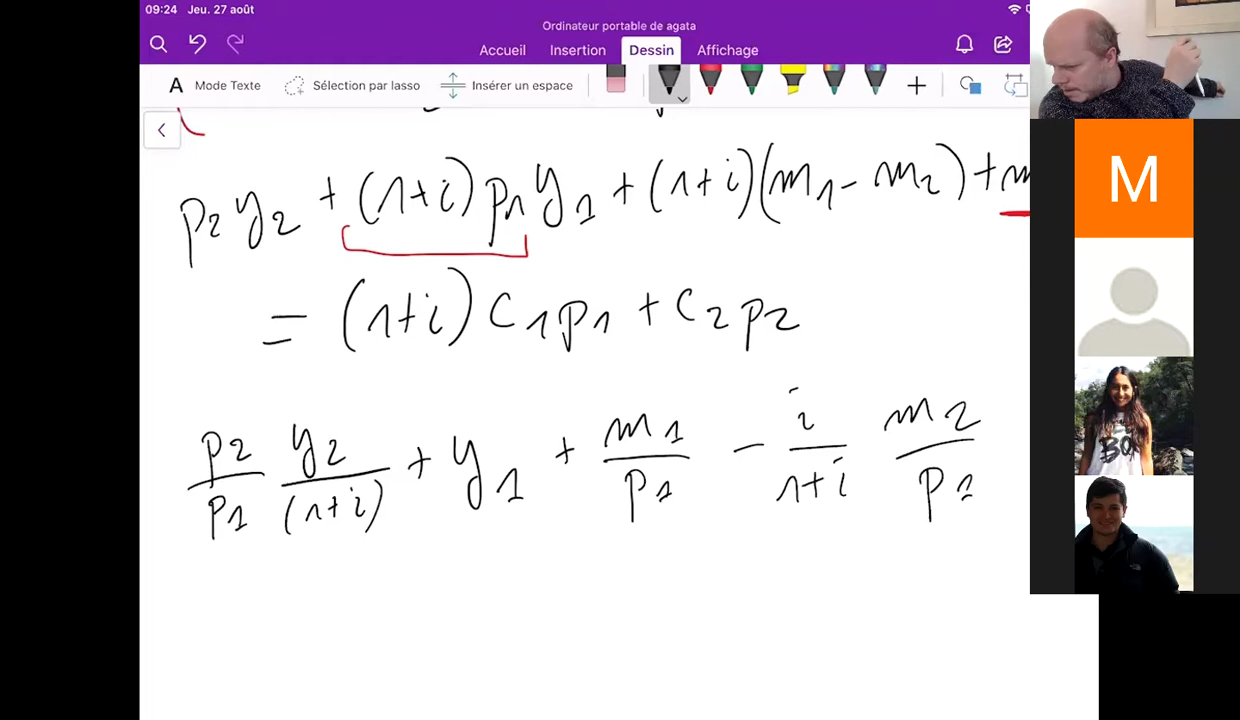 09:24 Jeu. 27 août
Ordinateur portable de agata
Accueil Insertion Dessin Affichage
A Mode Texte Sélection par lasso Insérer un espace
p2 y2 + (1+i) p1 y1 + (1+i)(m1 - m2) + m
= (1+i) c1 p1 + c2 p2
p2/p1 y2/(1+i) + y1 + m1/p1 - i/1+i m2/p1
M
BO